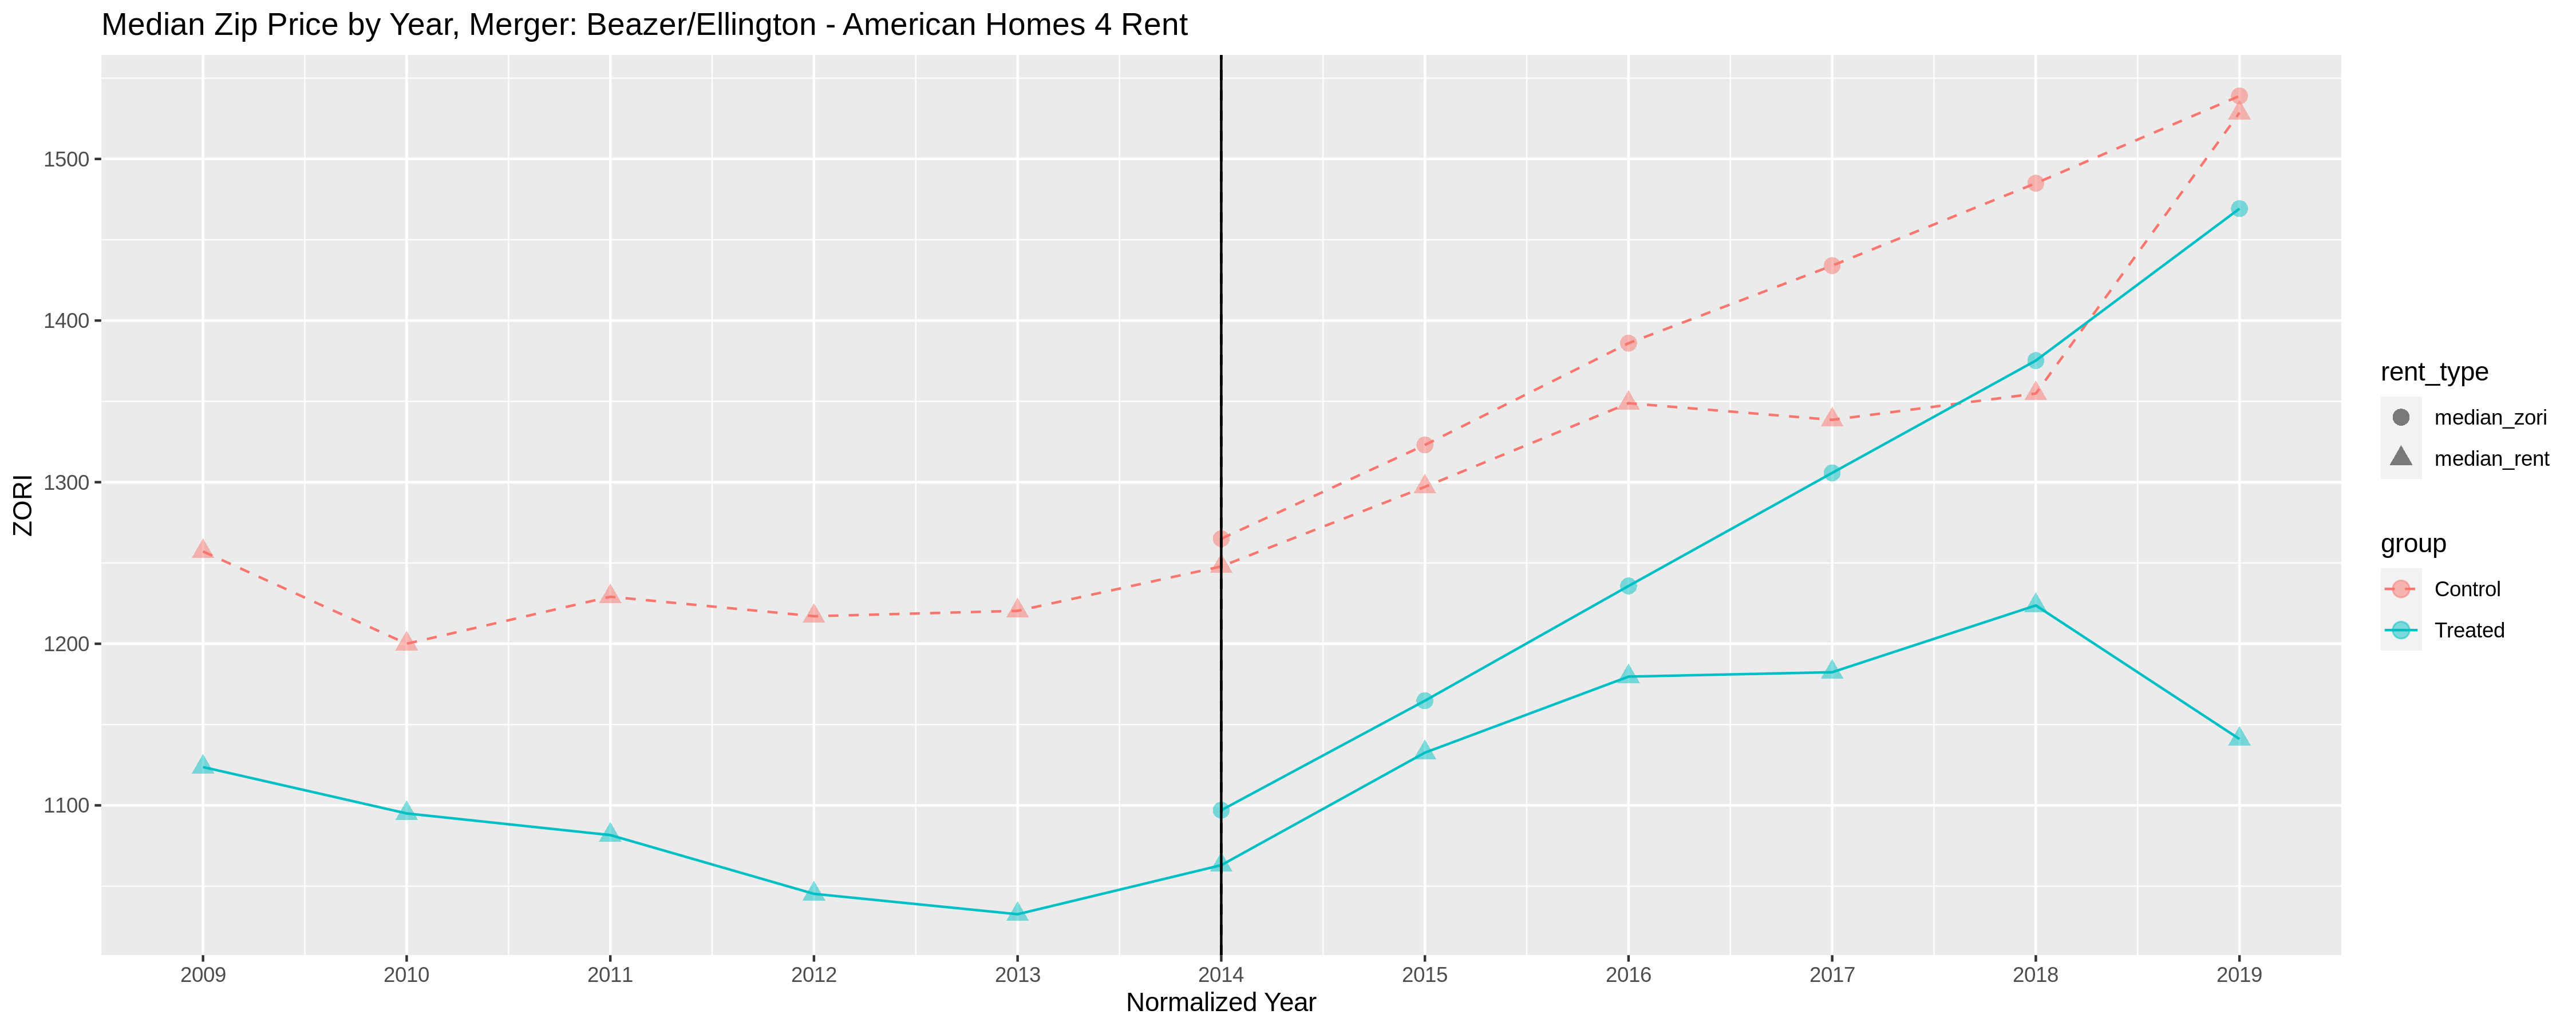 Median Zip Price by Year, Merger: Beazer/Ellington - American Homes 4 Rent
ZORI
1500
1400
1300
1200
1100
2009 2010 2011 2012 2013 2014 2015 2016 2017 2018 2019
Normalized Year
rent_type
median_zori
median_rent
group
Control
Treated